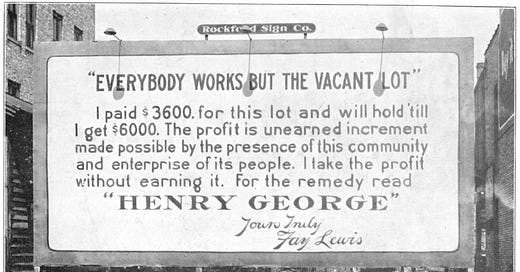 Rockford Sign Co.
"EVERYBODY WORKS BUT THE VACANT LOT"
I paid $3600. for this lot and will hold 'till
I get $6000. The profit is unearned increment
made possible by the presence of this community
and enterprise of its people. I take the profit
without earning it. For the remedy read
"HENRY GEORGE"
Yours Truly
Fay Lewis